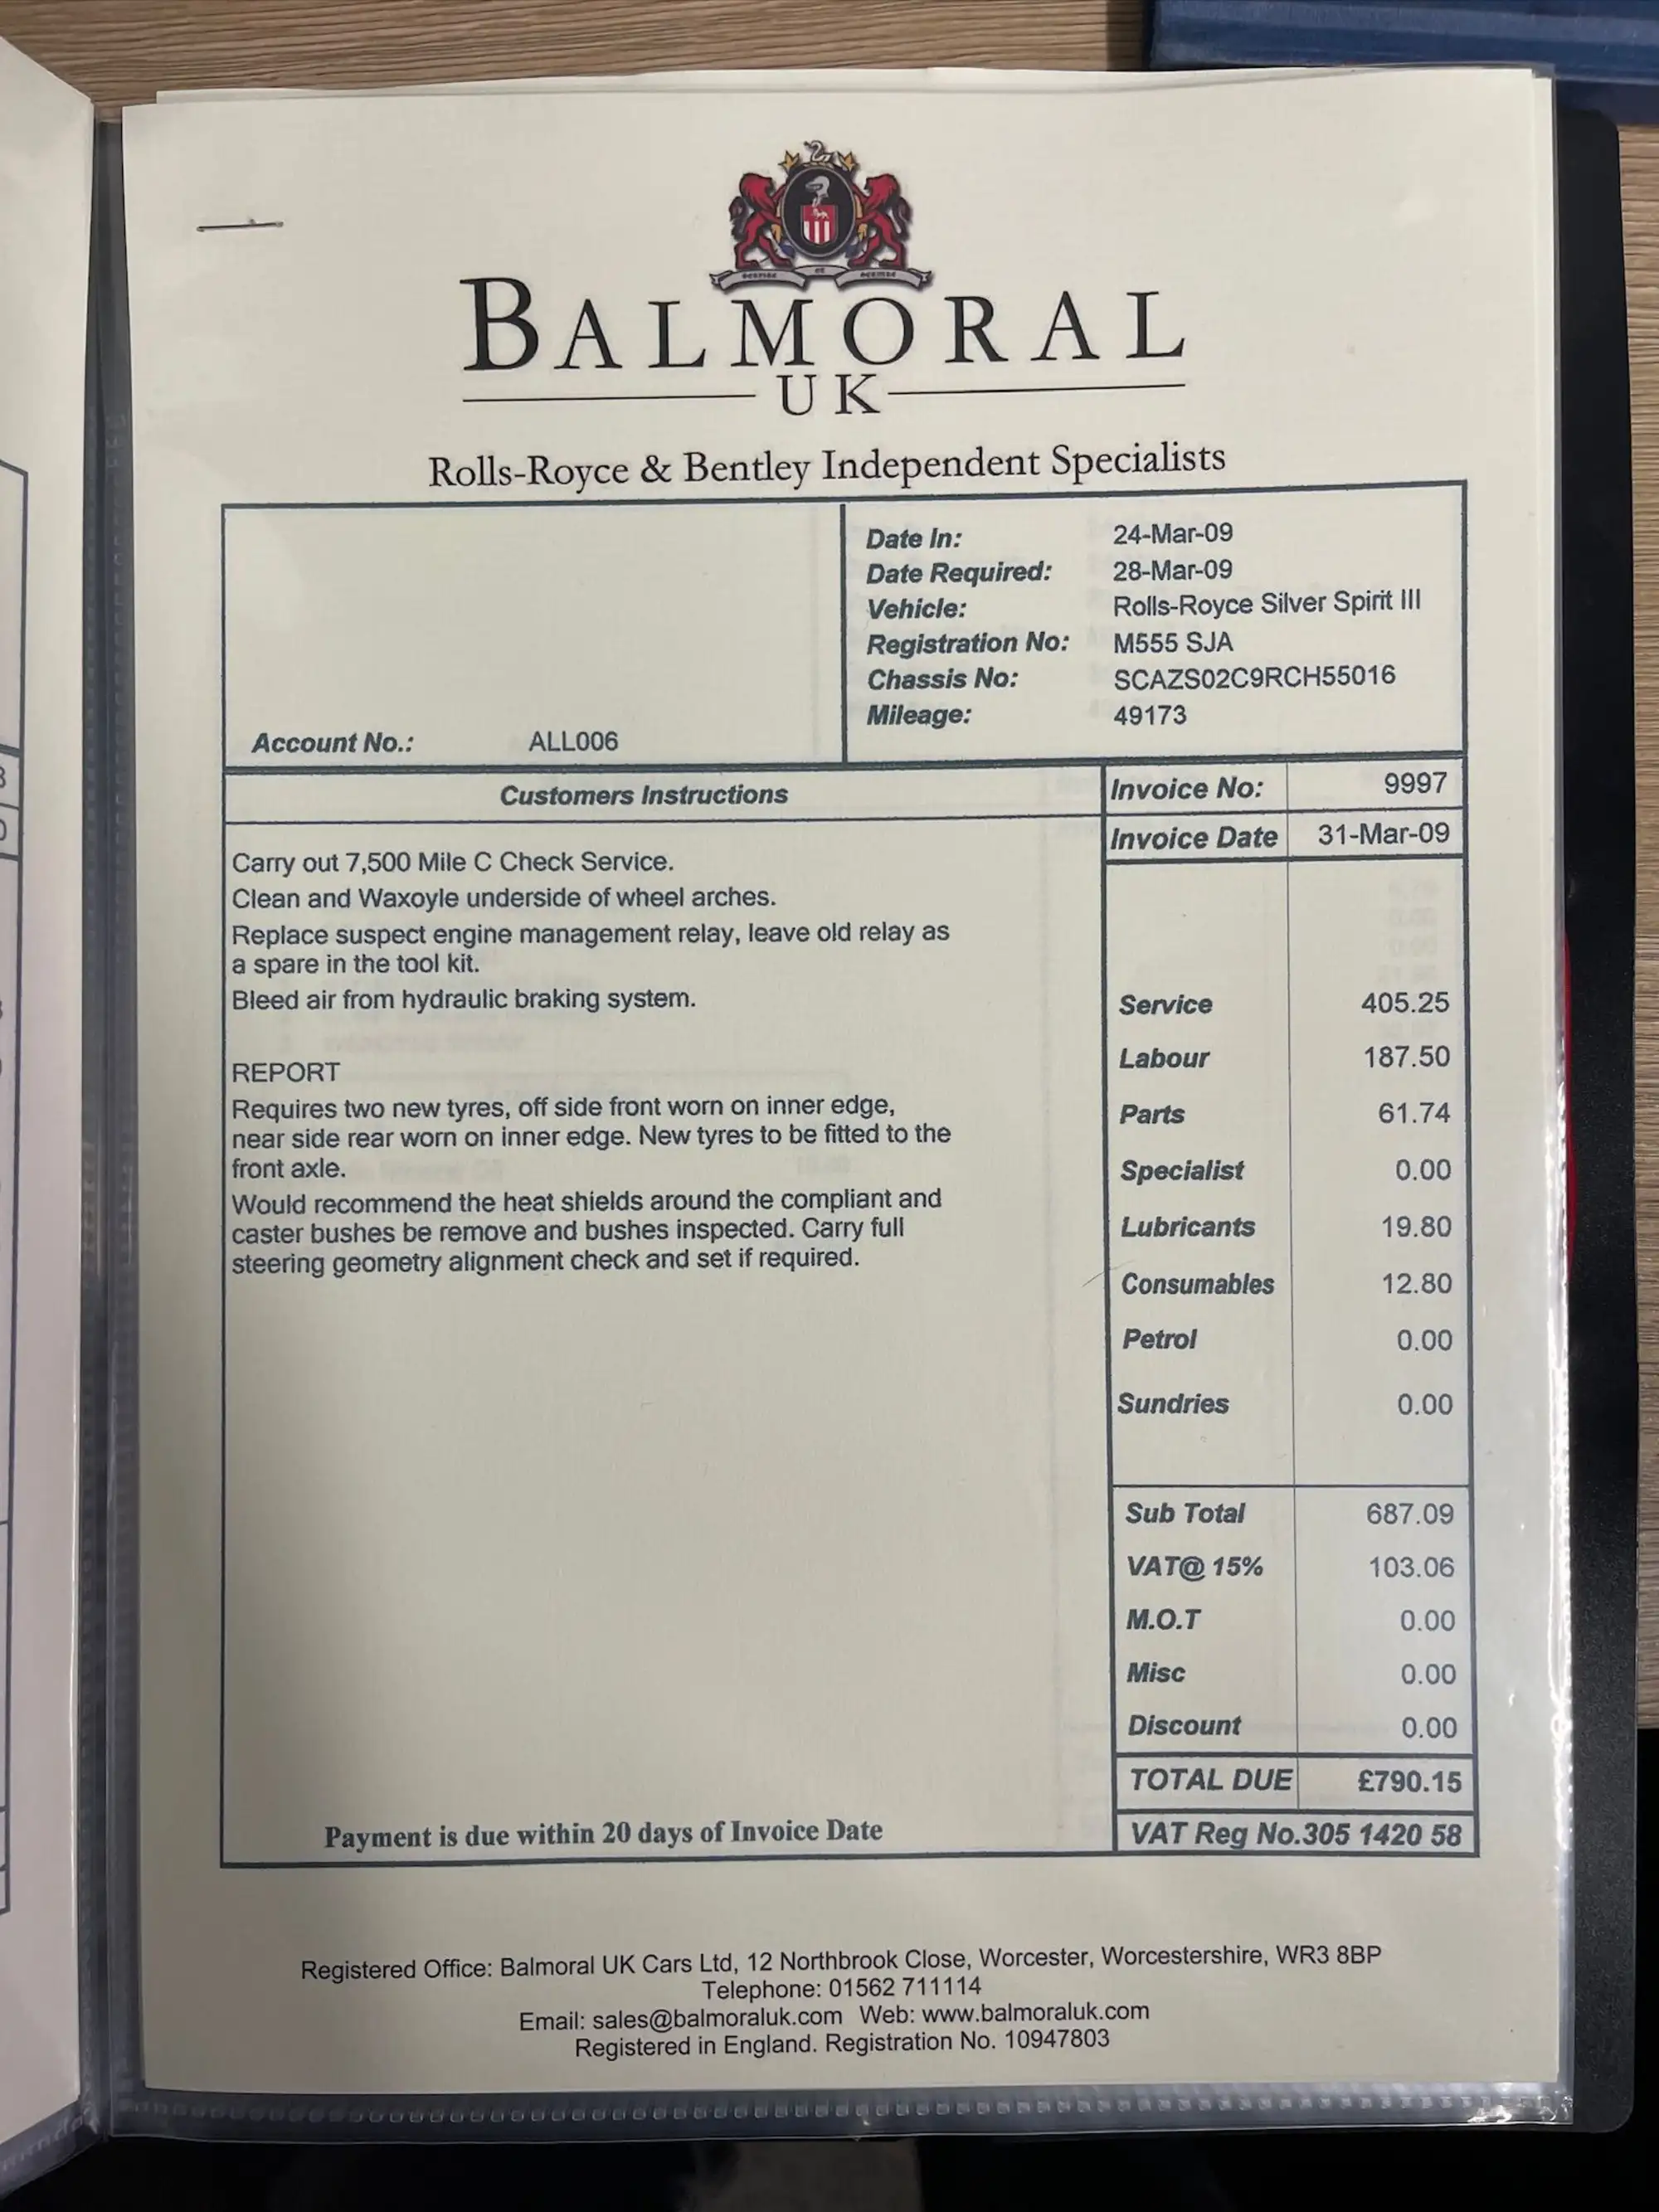 BALMORAL
UK
Rolls-Royce & Bentley Independent Specialists
Date In: 24-Mar-09
Date Required: 28-Mar-09
Vehicle: Rolls-Royce Silver Spirit III
Registration No: M555 SJA
Chassis No: SCAZS02C9RCH55016
Mileage: 49173
Account No.: ALL006
Customers Instructions
Invoice No: 9997
Invoice Date 31-Mar-09
Carry out 7,500 Mile C Check Service.
Clean and Waxoyle underside of wheel arches.
Replace suspect engine management relay, leave old relay as
a spare in the tool kit.
Bleed air from hydraulic braking system.
REPORT
Requires two new tyres, off side front worn on inner edge,
near side rear worn on inner edge. New tyres to be fitted to the
front axle.
Would recommend the heat shields around the compliant and
caster bushes be remove and bushes inspected. Carry full
steering geometry alignment check and set if required.
Service 405.25
Labour 187.50
Parts 61.74
Specialist 0.00
Lubricants 19.80
Consumables 12.80
Petrol 0.00
Sundries 0.00
Sub Total 687.09
VAT@ 15% 103.06
M.O.T 0.00
Misc 0.00
Discount 0.00
TOTAL DUE £790.15
Payment is due within 20 days of Invoice Date
VAT Reg No.305 1420 58
Registered Office: Balmoral UK Cars Ltd, 12 Northbrook Close, Worcester, Worcestershire, WR3 8BP
Telephone: 01562 711114
Email: sales@balmoraluk.com Web: www.balmoraluk.com
Registered in England. Registration No. 10947803